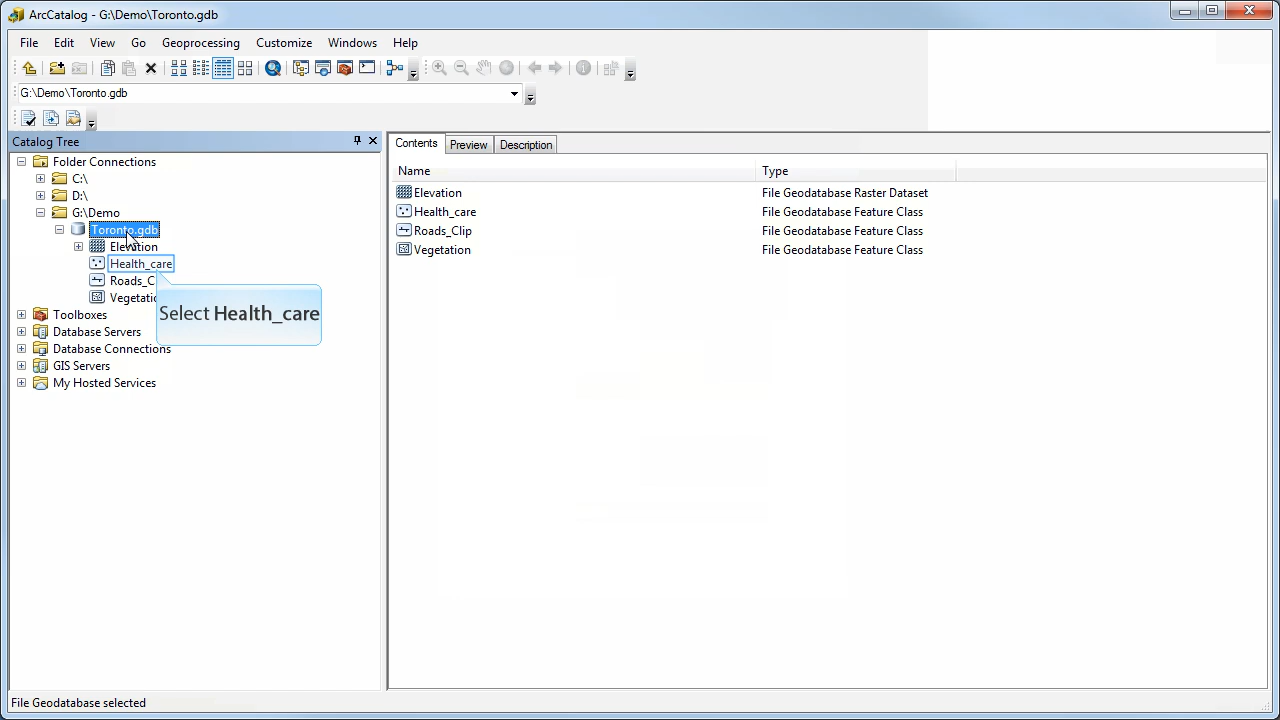 ArcCatalog - G:\Demo\Toronto.gdb
File Edit View Go Geoprocessing Customize Windows Help
G:\Demo\Toronto.gdb
Catalog Tree
Folder Connections
C:\
D:\
G:\Demo
Toronto.gdb
Elevation
Health_care
Roads_C
Vegetatio
Select Health_care
Toolboxes
Database Servers
Database Connections
GIS Servers
My Hosted Services
Contents Preview Description
Name Type
Elevation File Geodatabase Raster Dataset
Health_care File Geodatabase Feature Class
Roads_Clip File Geodatabase Feature Class
Vegetation File Geodatabase Feature Class
File Geodatabase selected